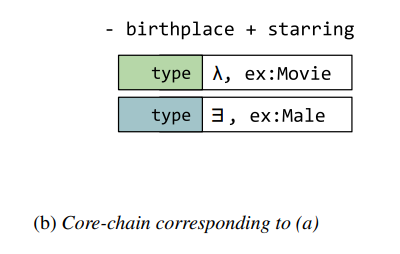 - birthplace + starring
type λ, ex:Movie
type ∃, ex:Male
(b) Core-chain corresponding to (a)